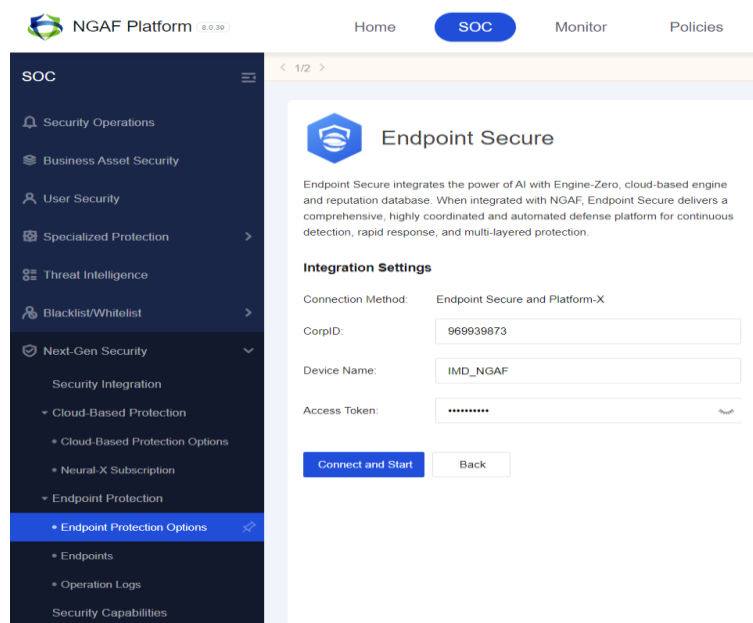 NGAF Platform 8.0.39
Home SOC Monitor Policies
SOC
1/2
Security Operations
Business Asset Security
User Security
Specialized Protection
Threat Intelligence
Blacklist/Whitelist
Next-Gen Security
Security Integration
Cloud-Based Protection
Cloud-Based Protection Options
Neural-X Subscription
Endpoint Protection
Endpoint Protection Options
Endpoints
Operation Logs
Security Capabilities
Endpoint Secure
Endpoint Secure integrates the power of AI with Engine-Zero, cloud-based engine
and reputation database. When integrated with NGAF, Endpoint Secure delivers a
comprehensive, highly coordinated and automated defense platform for continuous
detection, rapid response, and multi-layered protection.
Integration Settings
Connection Method: Endpoint Secure and Platform-X
CorpID: 969939873
Device Name: IMD_NGAF
Access Token: ••••••••••
Connect and Start Back